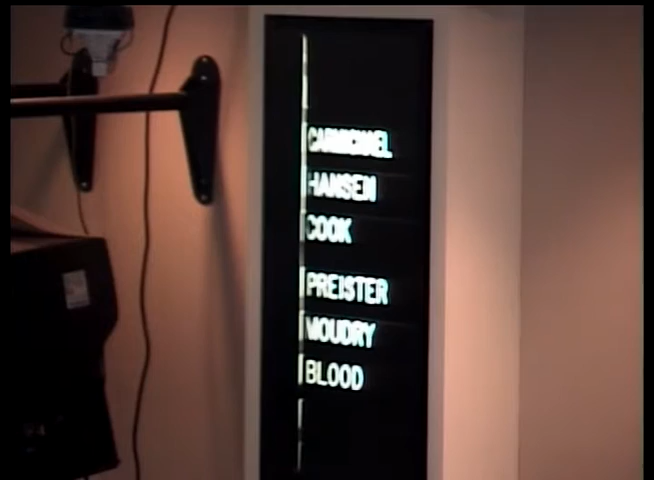 CARMICHAEL
HANSEN
COOK
PREISTER
MOUDRY
BLOOD